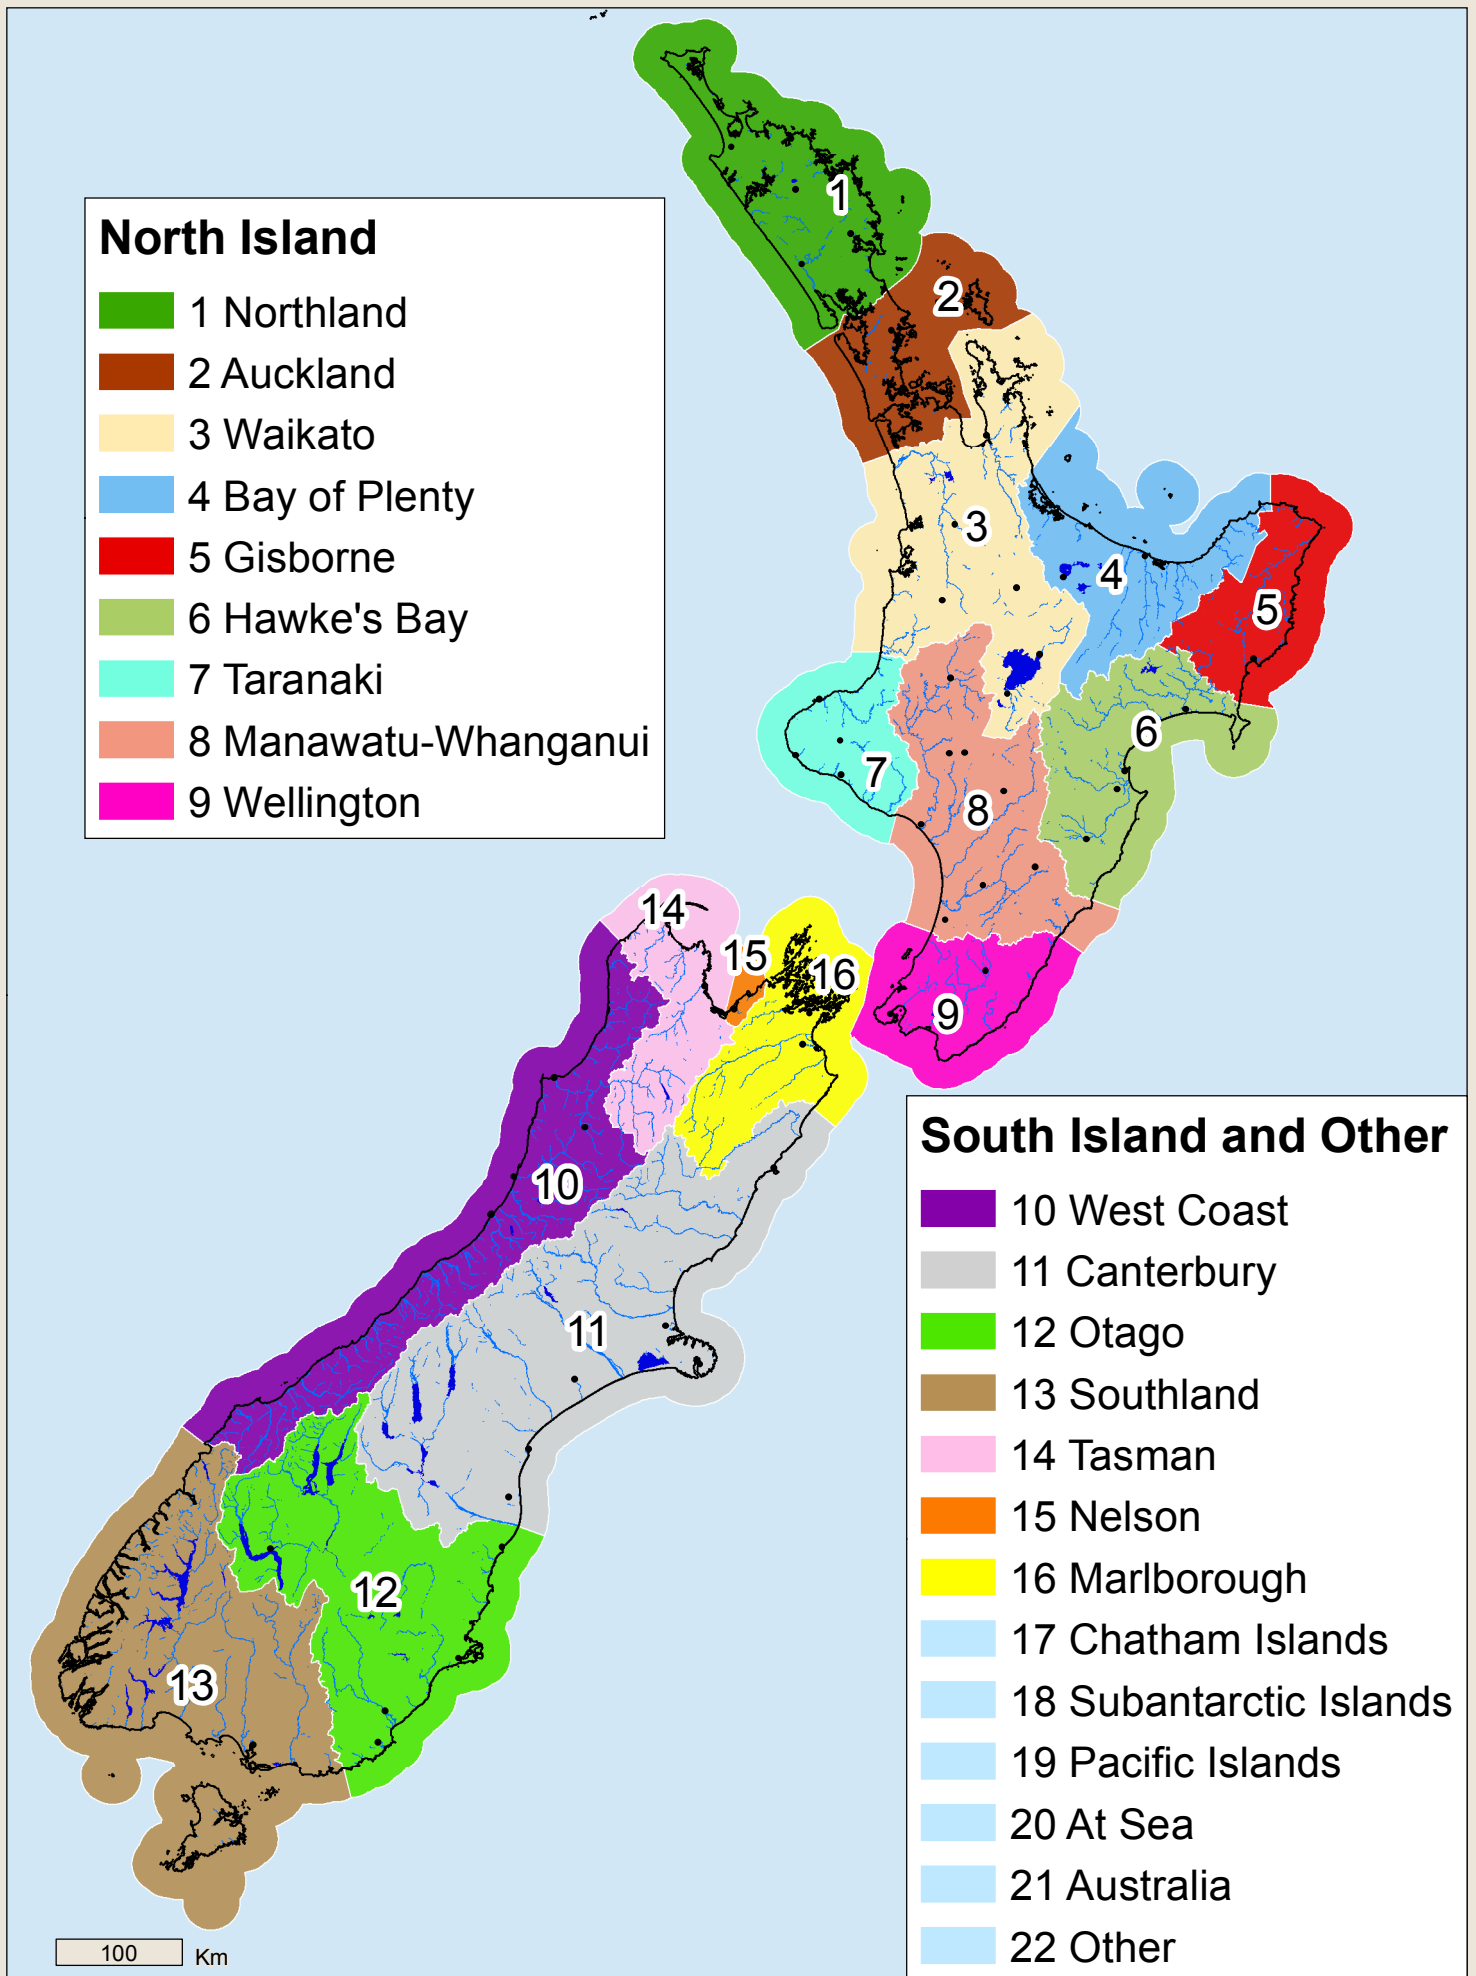 North Island
1 Northland
2 Auckland
3 Waikato
4 Bay of Plenty
5 Gisborne
6 Hawke's Bay
7 Taranaki
8 Manawatu-Whanganui
9 Wellington
1
2
3
4
5
6
7
8
9
14
15
16
10
11
12
13
South Island and Other
10 West Coast
11 Canterbury
12 Otago
13 Southland
14 Tasman
15 Nelson
16 Marlborough
17 Chatham Islands
18 Subantarctic Islands
19 Pacific Islands
20 At Sea
21 Australia
22 Other
100 Km